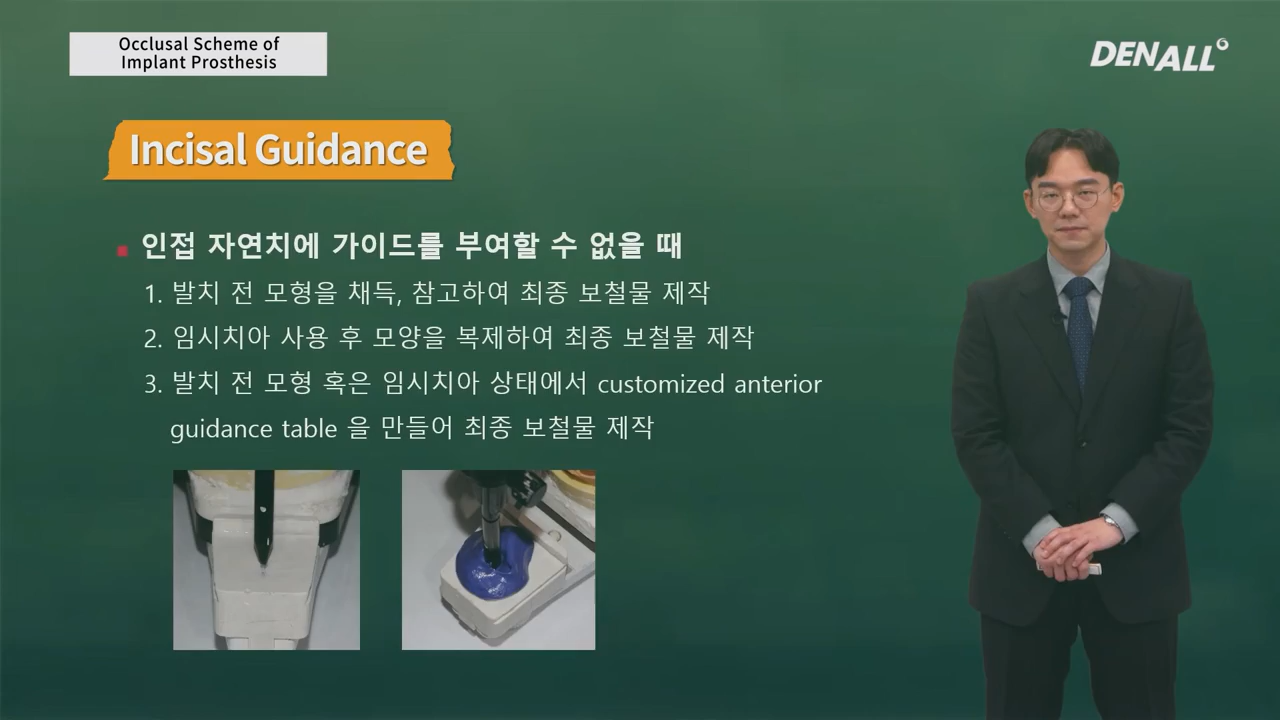 Occlusal Scheme of
Implant Prosthesis
DENALL
Incisal Guidance
인접 자연치에 가이드를 부여할 수 없을 때
1. 발치 전 모형을 채득, 참고하여 최종 보철물 제작
2. 임시치아 사용 후 모양을 복제하여 최종 보철물 제작
3. 발치 전 모형 혹은 임시치아 상태에서 customized anterior
guidance table 을 만들어 최종 보철물 제작